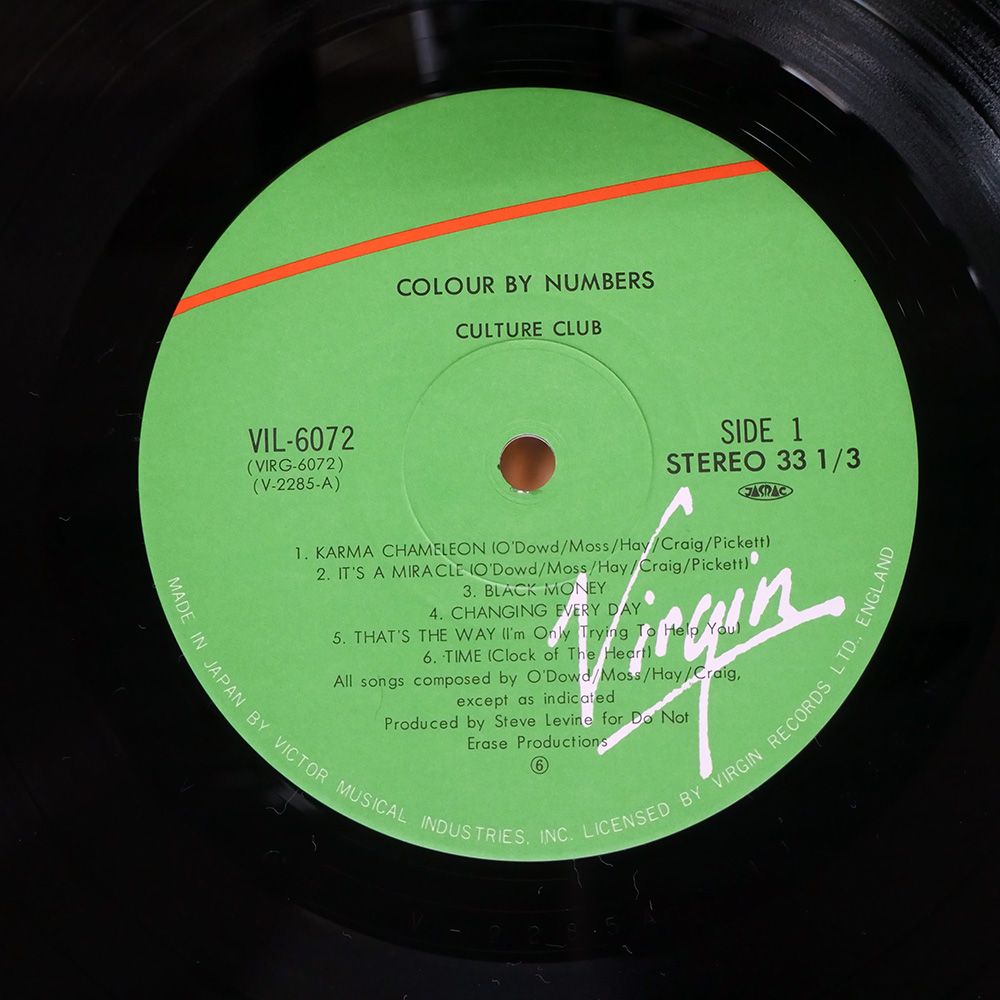 COLOUR BY NUMBERS
CULTURE CLUB
VIL-6072
(VIRG-6072)
(V-2285-A)
SIDE 1
STEREO 33 1/3
JASRAC
1. KARMA CHAMELEON (O'Dowd/Moss/Hay/Craig/Pickett)
2. IT'S A MIRACLE (O'Dowd/Moss/Hay/Craig/Pickett)
3. BLACK MONEY
4. CHANGING EVERY DAY
5. THAT'S THE WAY (I'm Only Trying To Help You)
6. TIME (Clock of The Heart)
All songs composed by O'Dowd/Moss/Hay/Craig,
except as indicated
Produced by Steve Levine for Do Not
Erase Productions
⑥
Virgin
MADE IN JAPAN BY VICTOR MUSICAL INDUSTRIES, INC. LICENSED BY VIRGIN RECORDS LTD., ENGLAND